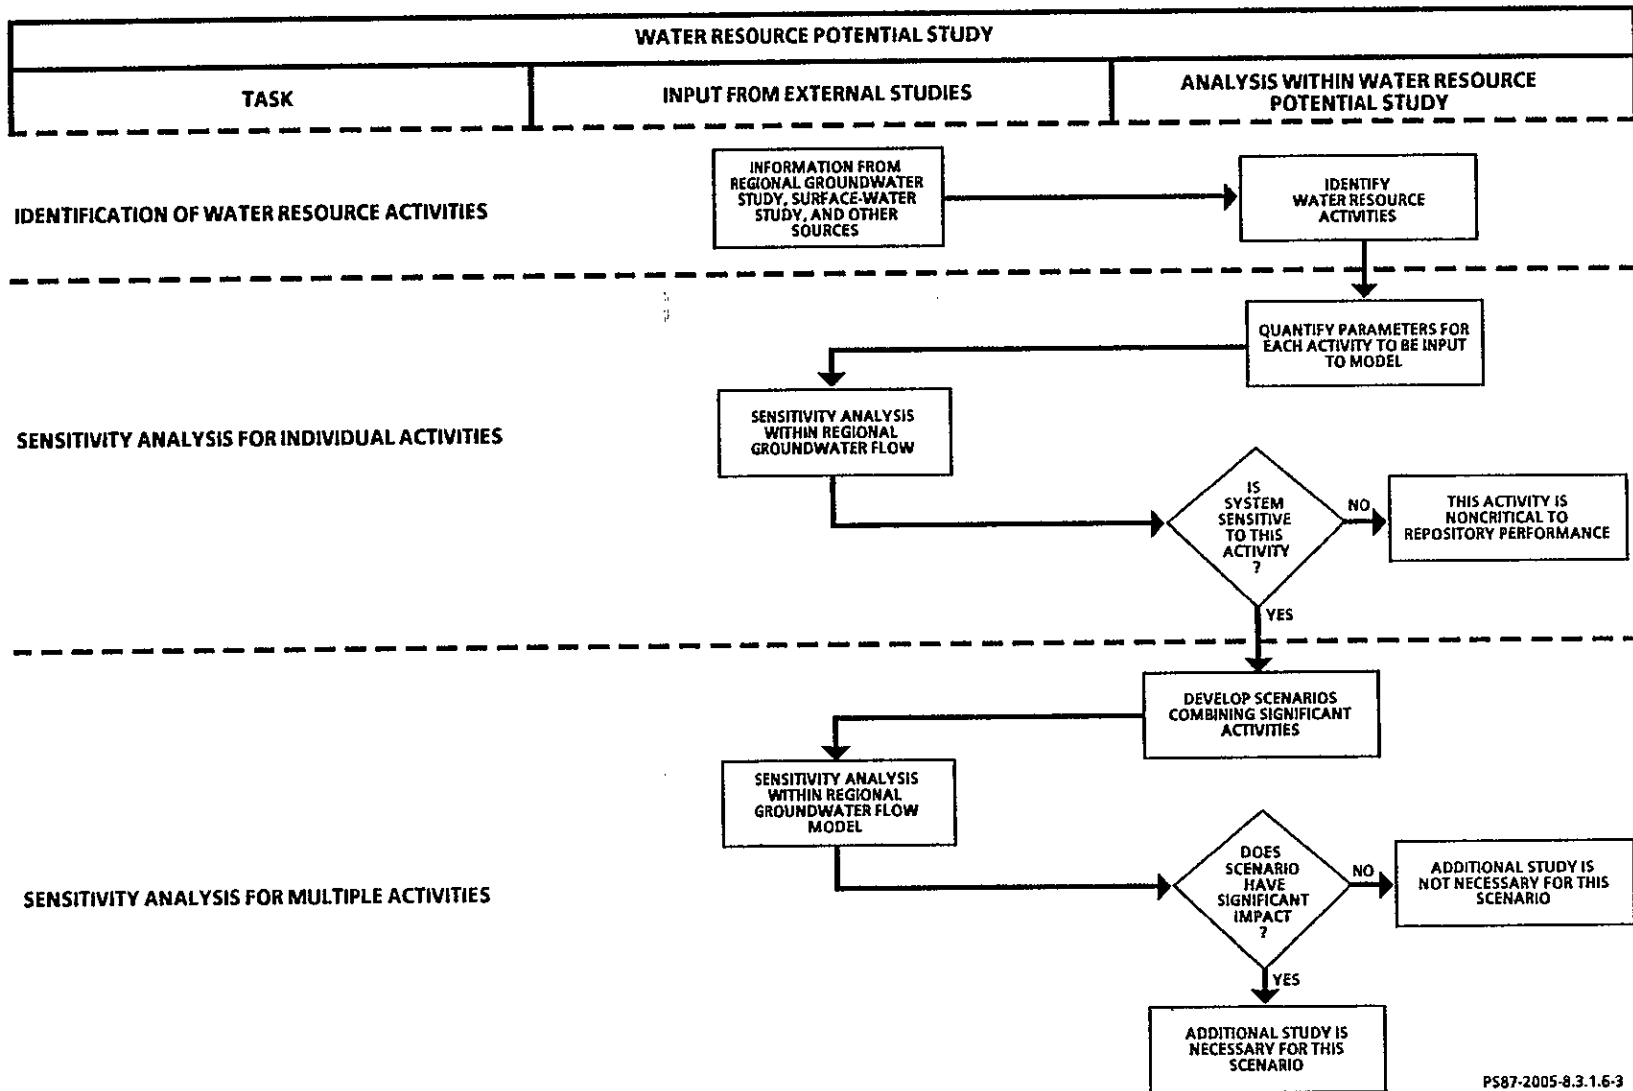 WATER RESOURCE POTENTIAL STUDY
TASK
INPUT FROM EXTERNAL STUDIES
ANALYSIS WITHIN WATER RESOURCE
POTENTIAL STUDY
IDENTIFICATION OF WATER RESOURCE ACTIVITIES
INFORMATION FROM
REGIONAL GROUNDWATER
STUDY, SURFACE-WATER
STUDY, AND OTHER
SOURCES
IDENTIFY
WATER RESOURCE
ACTIVITIES
QUANTIFY PARAMETERS FOR
EACH ACTIVITY TO BE INPUT
TO MODEL
SENSITIVITY ANALYSIS FOR INDIVIDUAL ACTIVITIES
SENSITIVITY ANALYSIS
WITHIN REGIONAL
GROUNDWATER FLOW
IS
SYSTEM
SENSITIVE
TO THIS
ACTIVITY
?
NO
THIS ACTIVITY IS
NONCRITICAL TO
REPOSITORY PERFORMANCE
YES
DEVELOP SCENARIOS
COMBINING SIGNIFICANT
ACTIVITIES
SENSITIVITY ANALYSIS
WITHIN REGIONAL
GROUNDWATER FLOW
MODEL
SENSITIVITY ANALYSIS FOR MULTIPLE ACTIVITIES
DOES
SCENARIO
HAVE
SIGNIFICANT
IMPACT
?
NO
ADDITIONAL STUDY IS
NOT NECESSARY FOR THIS
SCENARIO
YES
ADDITIONAL STUDY IS
NECESSARY FOR THIS
SCENARIO
PS87-2005-8.3.1.6-3